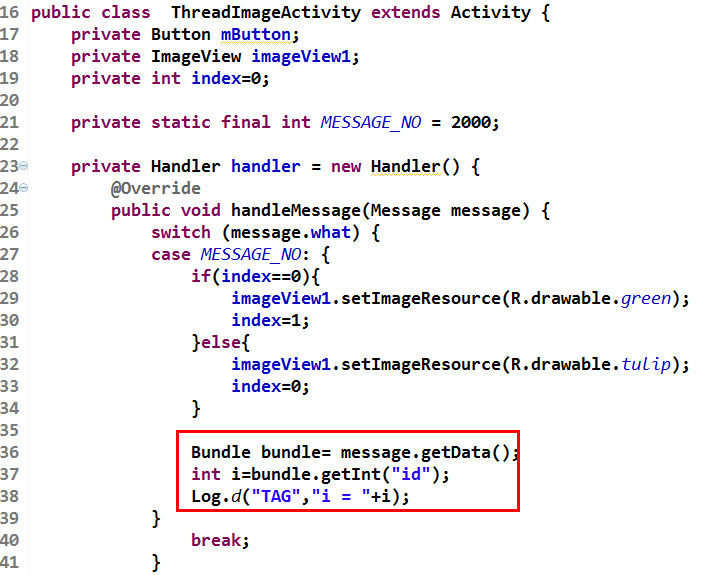 16 public class  ThreadImageActivity extends Activity {
17     private Button mButton;
18     private ImageView imageView1;
19     private int index=0;
20
21     private static final int MESSAGE_NO = 2000;
22
23     private Handler handler = new Handler() {
24         @Override
25         public void handleMessage(Message message) {
26             switch (message.what) {
27             case MESSAGE_NO: {
28                 if(index==0){
29                     imageView1.setImageResource(R.drawable.green);
30                     index=1;
31                 }else{
32                     imageView1.setImageResource(R.drawable.tulip);
33                     index=0;
34                 }
35
36                 Bundle bundle= message.getData();
37                 int i=bundle.getInt("id");
38                 Log.d("TAG","i = "+i);
39             }
40                 break;
41             }